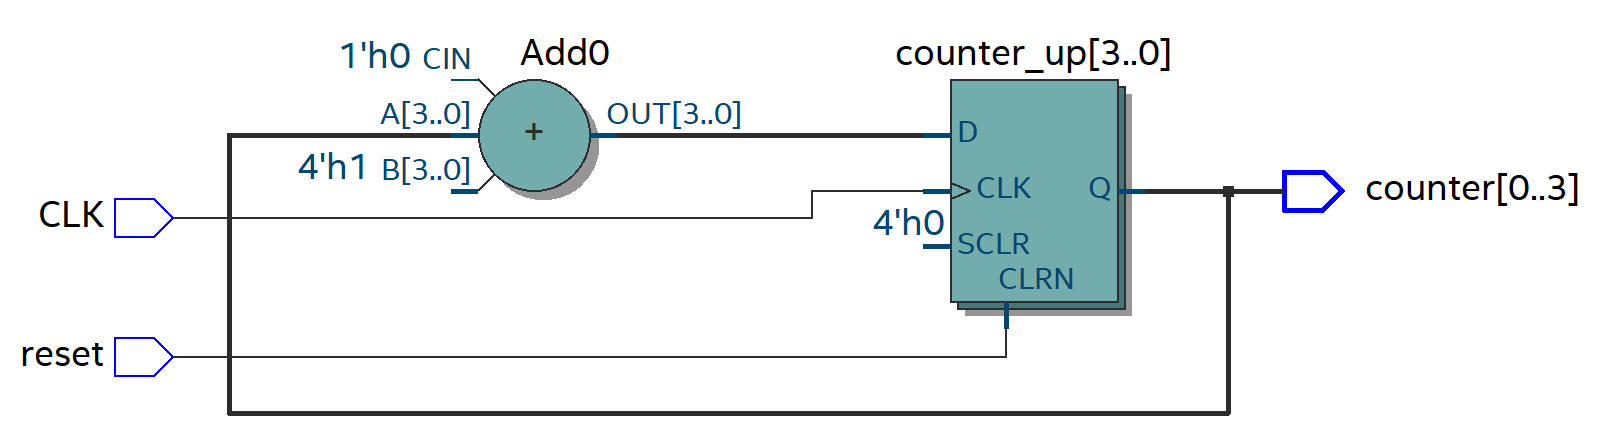 1'h0 CIN
Add0
A[3..0]
+
OUT[3..0]
4'h1 B[3..0]
counter_up[3..0]
D
CLK
Q
4'h0
SCLR
CLRN
counter[0..3]
CLK
reset